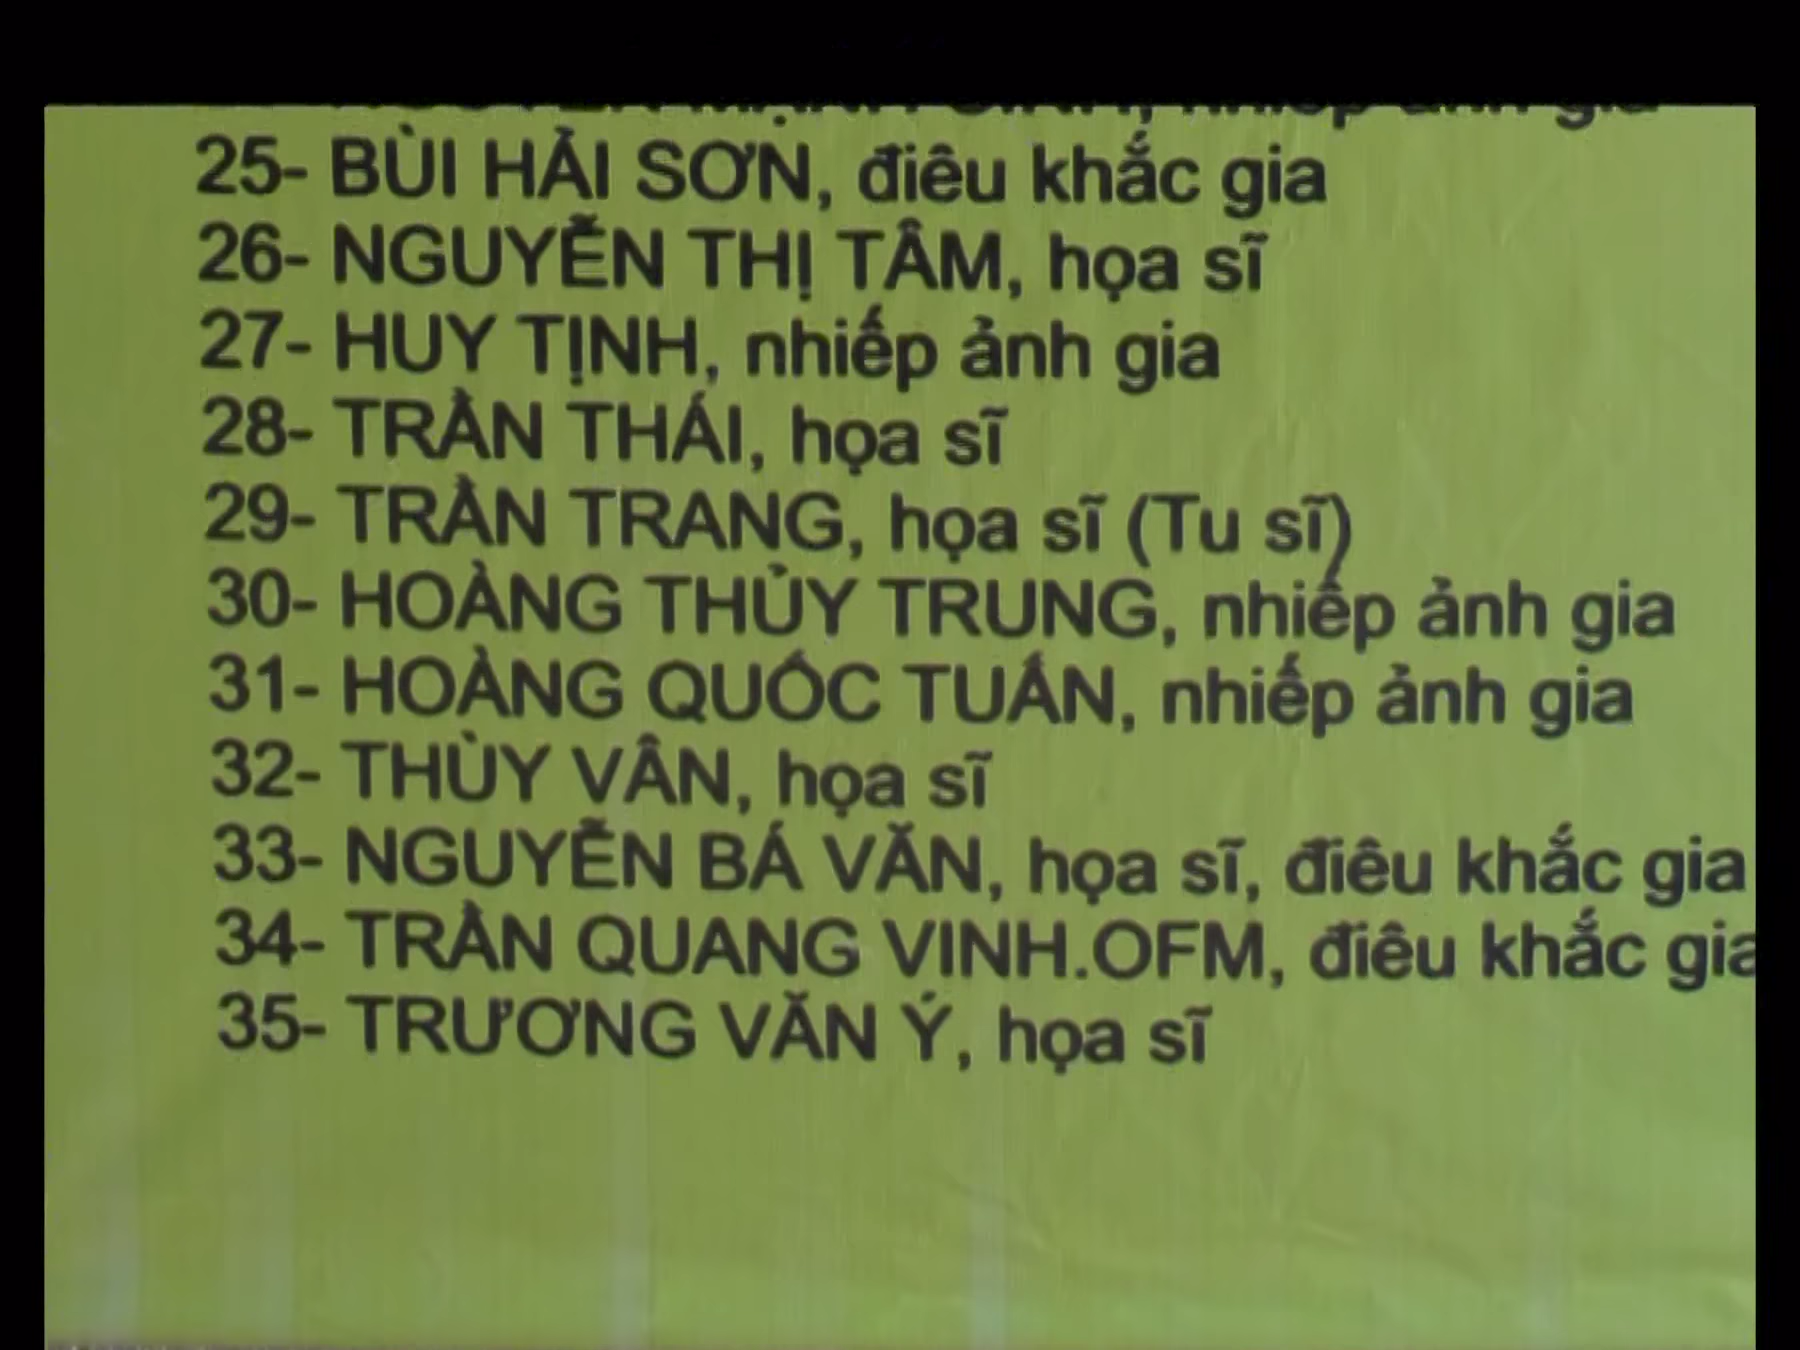 nhiếp ảnh gia
25- BÙI HẢI SƠN, điêu khắc gia
26- NGUYỄN THỊ TÂM, họa sĩ
27- HUY TỊNH, nhiếp ảnh gia
28- TRẦN THÁI, họa sĩ
29- TRẦN TRANG, họa sĩ (Tu sĩ)
30- HOÀNG THỦY TRUNG, nhiếp ảnh gia
31- HOÀNG QUỐC TUẤN, nhiếp ảnh gia
32- THÙY VÂN, họa sĩ
33- NGUYỄN BÁ VĂN, họa sĩ, điêu khắc gia
34- TRẦN QUANG VINH.OFM, điêu khắc gia
35- TRƯƠNG VĂN Ý, họa sĩ